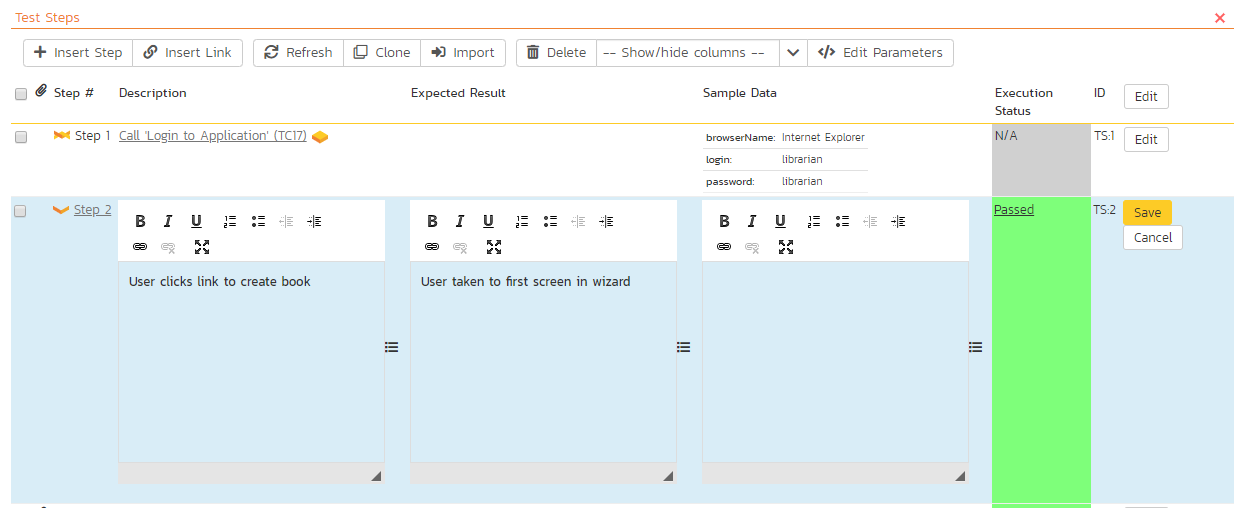 Test Steps
Insert Step Insert Link Refresh Clone Import Delete -- Show/hide columns -- Edit Parameters
Step # Description Expected Result Sample Data Execution Status ID Edit
Step 1 Call 'Login to Application' (TC17) browserName: Internet Explorer N/A TS:1 Edit
login: librarian
password: librarian
Step 2 B I U B I U B I U Passed TS:2 Save
Cancel
User clicks link to create book User taken to first screen in wizard